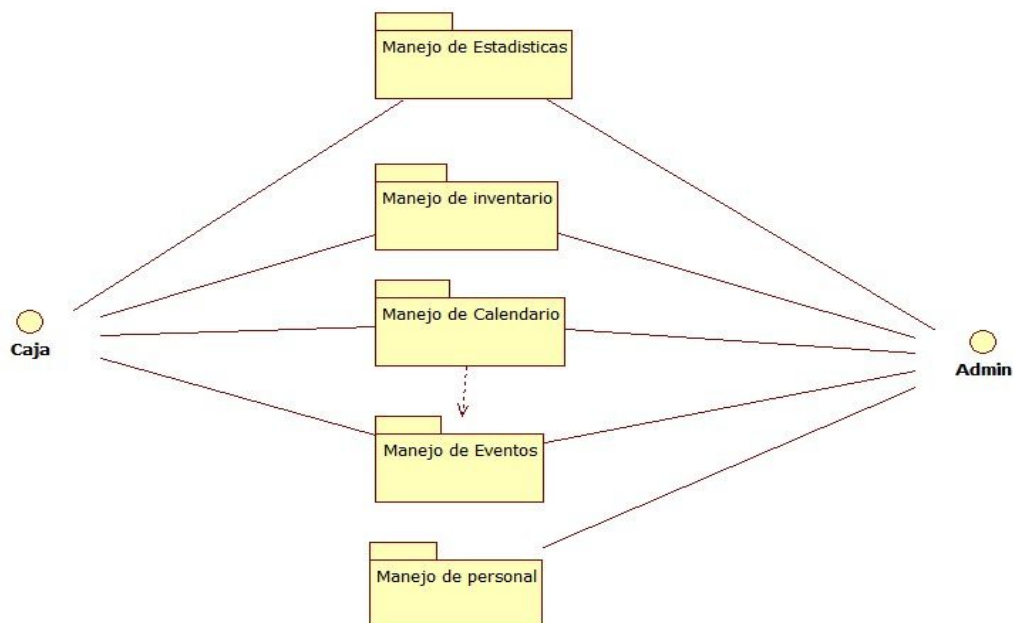 Manejo de Estadisticas
Manejo de inventario
Manejo de Calendario
Caja
Admin
Manejo de Eventos
Manejo de personal